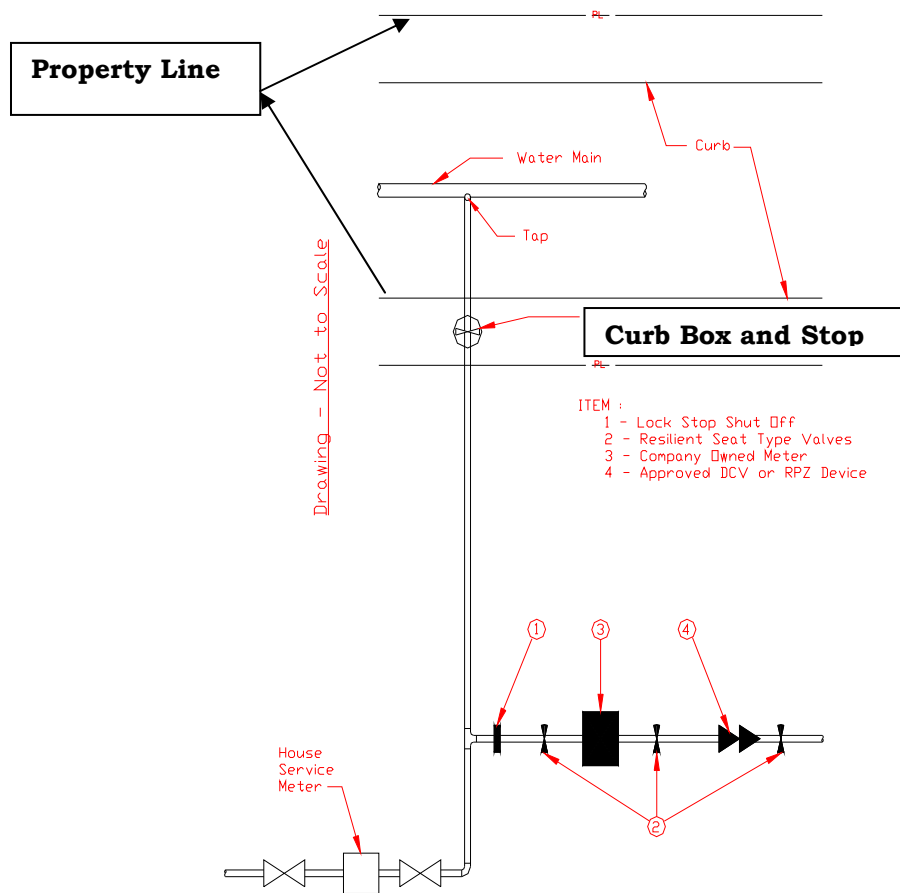 PL
Property Line
Curb
Water Main
Tap
Drawing - Not to Scale
Curb Box and Stop
PL
ITEM :
1 - Lock Stop Shut Off
2 - Resilient Seat Type Valves
3 - Company Owned Meter
4 - Approved DCV or RPZ Device
1
3
4
House
Service
Meter
2